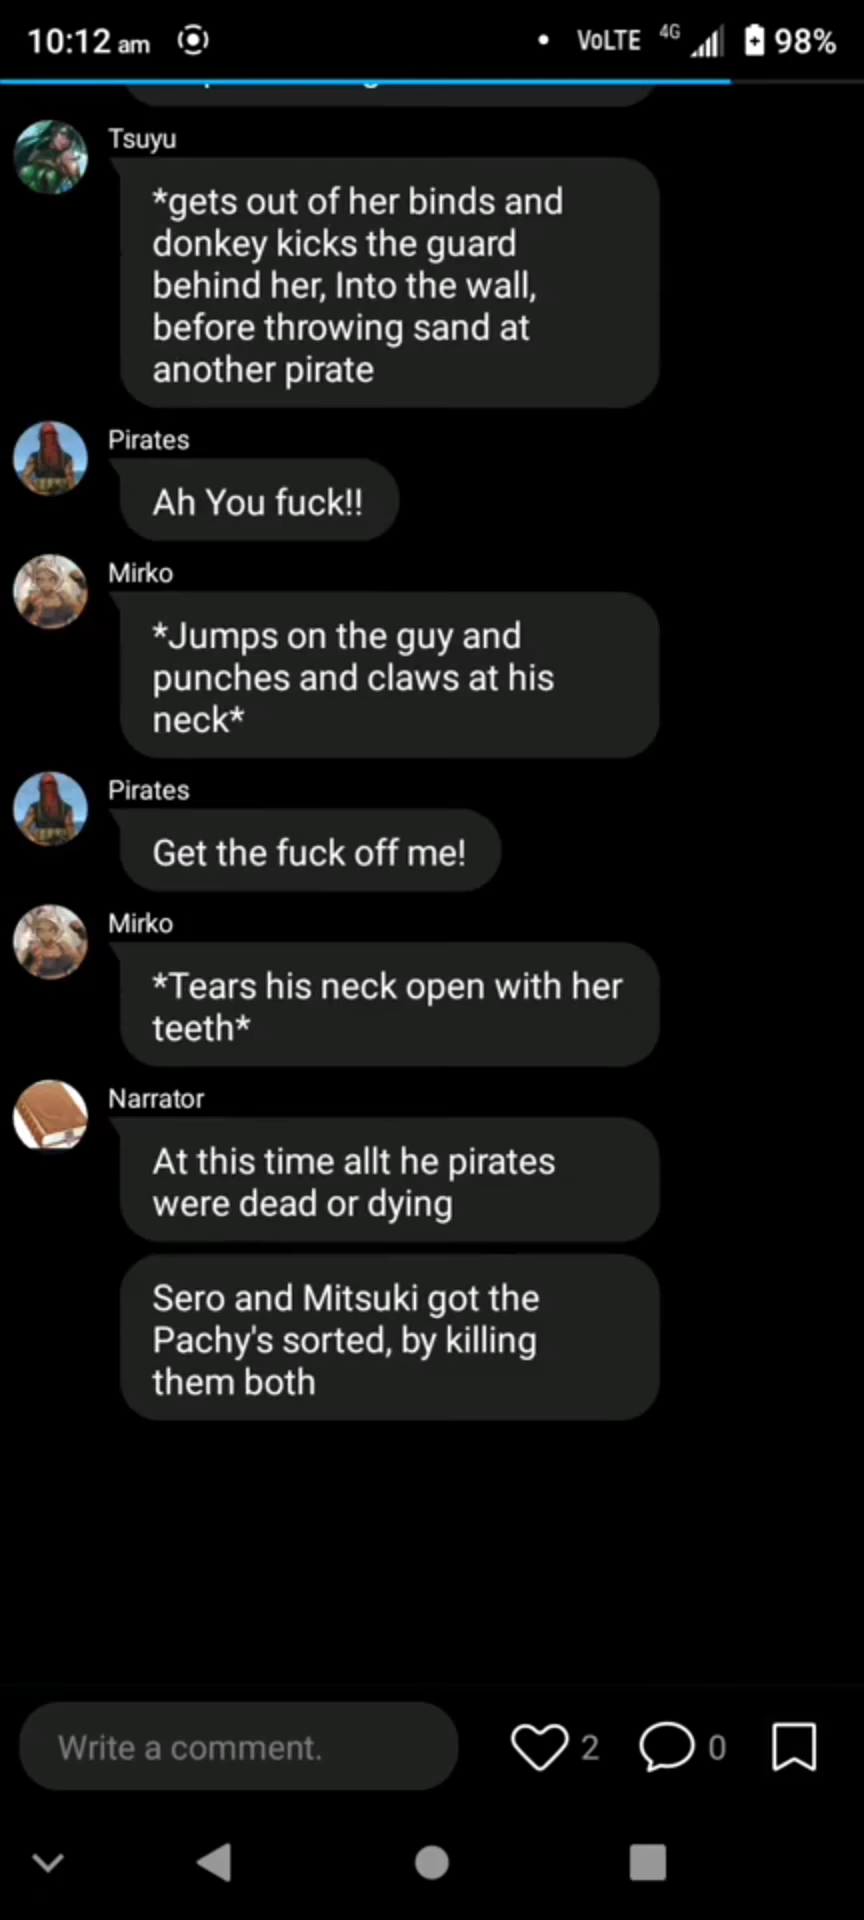 10:12 am
VoLTE 4G 98%
Tsuyu
*gets out of her binds and
donkey kicks the guard
behind her, Into the wall,
before throwing sand at
another pirate
Pirates
Ah You fuck!!
Mirko
*Jumps on the guy and
punches and claws at his
neck*
Pirates
Get the fuck off me!
Mirko
*Tears his neck open with her
teeth*
Narrator
At this time allt he pirates
were dead or dying
Sero and Mitsuki got the
Pachy's sorted, by killing
them both
Write a comment.
2
0